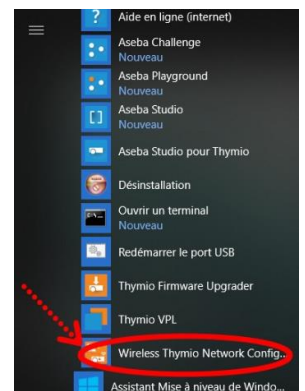 Aide en ligne (internet)
Aseba Challenge
Nouveau
Aseba Playground
Nouveau
Aseba Studio
Nouveau
Aseba Studio pour Thymio
Désinstallation
Ouvrir un terminal
Nouveau
Redémarrer le port USB
Thymio Firmware Upgrader
Thymio VPL
Wireless Thymio Network Config...
Assistant Mise à niveau de Windo...